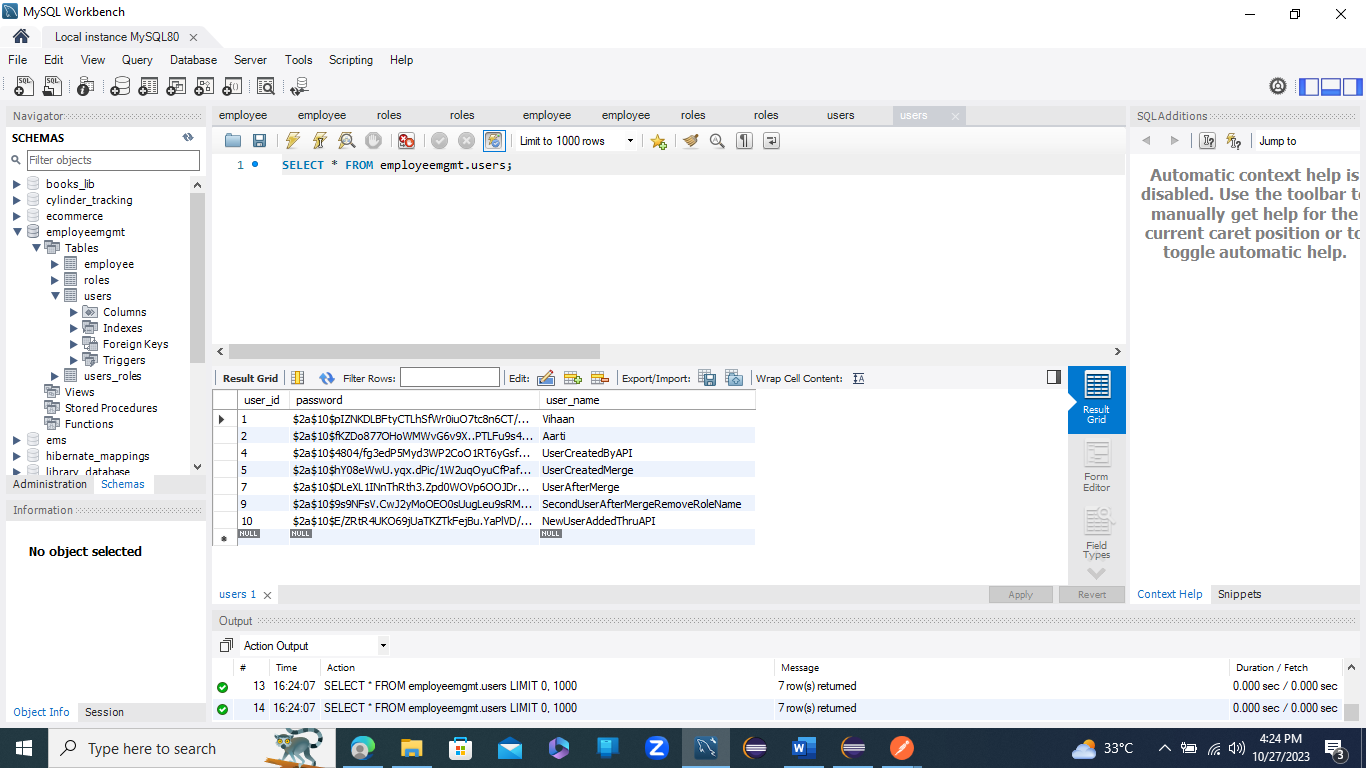 MySQL Workbench
Local instance MySQL80
File Edit View Query Database Server Tools Scripting Help
Navigator
SCHEMAS
Filter objects
books_lib
cylinder_tracking
ecommerce
employeemgmt
Tables
employee
roles
users
Columns
Indexes
Foreign Keys
Triggers
users_roles
Views
Stored Procedures
Functions
ems
hibernate_mappings
library_database
Administration Schemas
Information
No object selected
Object Info Session
employee employee roles roles employee employee roles roles users users
Limit to 1000 rows
1 SELECT * FROM employeemgmt.users;
Result Grid Filter Rows: Edit: Export/Import: Wrap Cell Content:
user_id password user_name
1 $2a$10$pIZNKDLBFtyCTLhSfWr0iuO7tc8n6CT/... Vihaan
2 $2a$10$fKZDo877OHoWMWvG6v9X..PTLFu9s4... Aarti
4 $2a$10$4804/fg3edP5Myd3WP2CoO1RT6yGsf... UserCreatedByAPI
5 $2a$10$hY08eWwU.yqx.dPic/1W2uqOyuCfPaf... UserCreatedMerge
7 $2a$10$DLeXL1INnThRth3.Zpd0WOVp6OOJDr... UserAfterMerge
9 $2a$10$9s9NFsV.CwJ2yMoOEO0sUugLeu9sRM... SecondUserAfterMergeRemoveRoleName
10 $2a$10$E/ZRtR4UKO69jUaTKZTkFejBu.YaPlVD/... NewUserAddedThruAPI
NULL NULL NULL
Result Grid
Form Editor
Field Types
users 1
Apply Revert
SQLAdditions
Jump to
Automatic context help is
disabled. Use the toolbar to
manually get help for the
current caret position or to
toggle automatic help.
Context Help Snippets
Output
Action Output
# Time Action Message Duration / Fetch
13 16:24:07 SELECT * FROM employeemgmt.users LIMIT 0, 1000 7 row(s) returned 0.000 sec / 0.000 sec
14 16:24:07 SELECT * FROM employeemgmt.users LIMIT 0, 1000 7 row(s) returned 0.000 sec / 0.000 sec
Type here to search
33°C
4:24 PM
10/27/2023
3